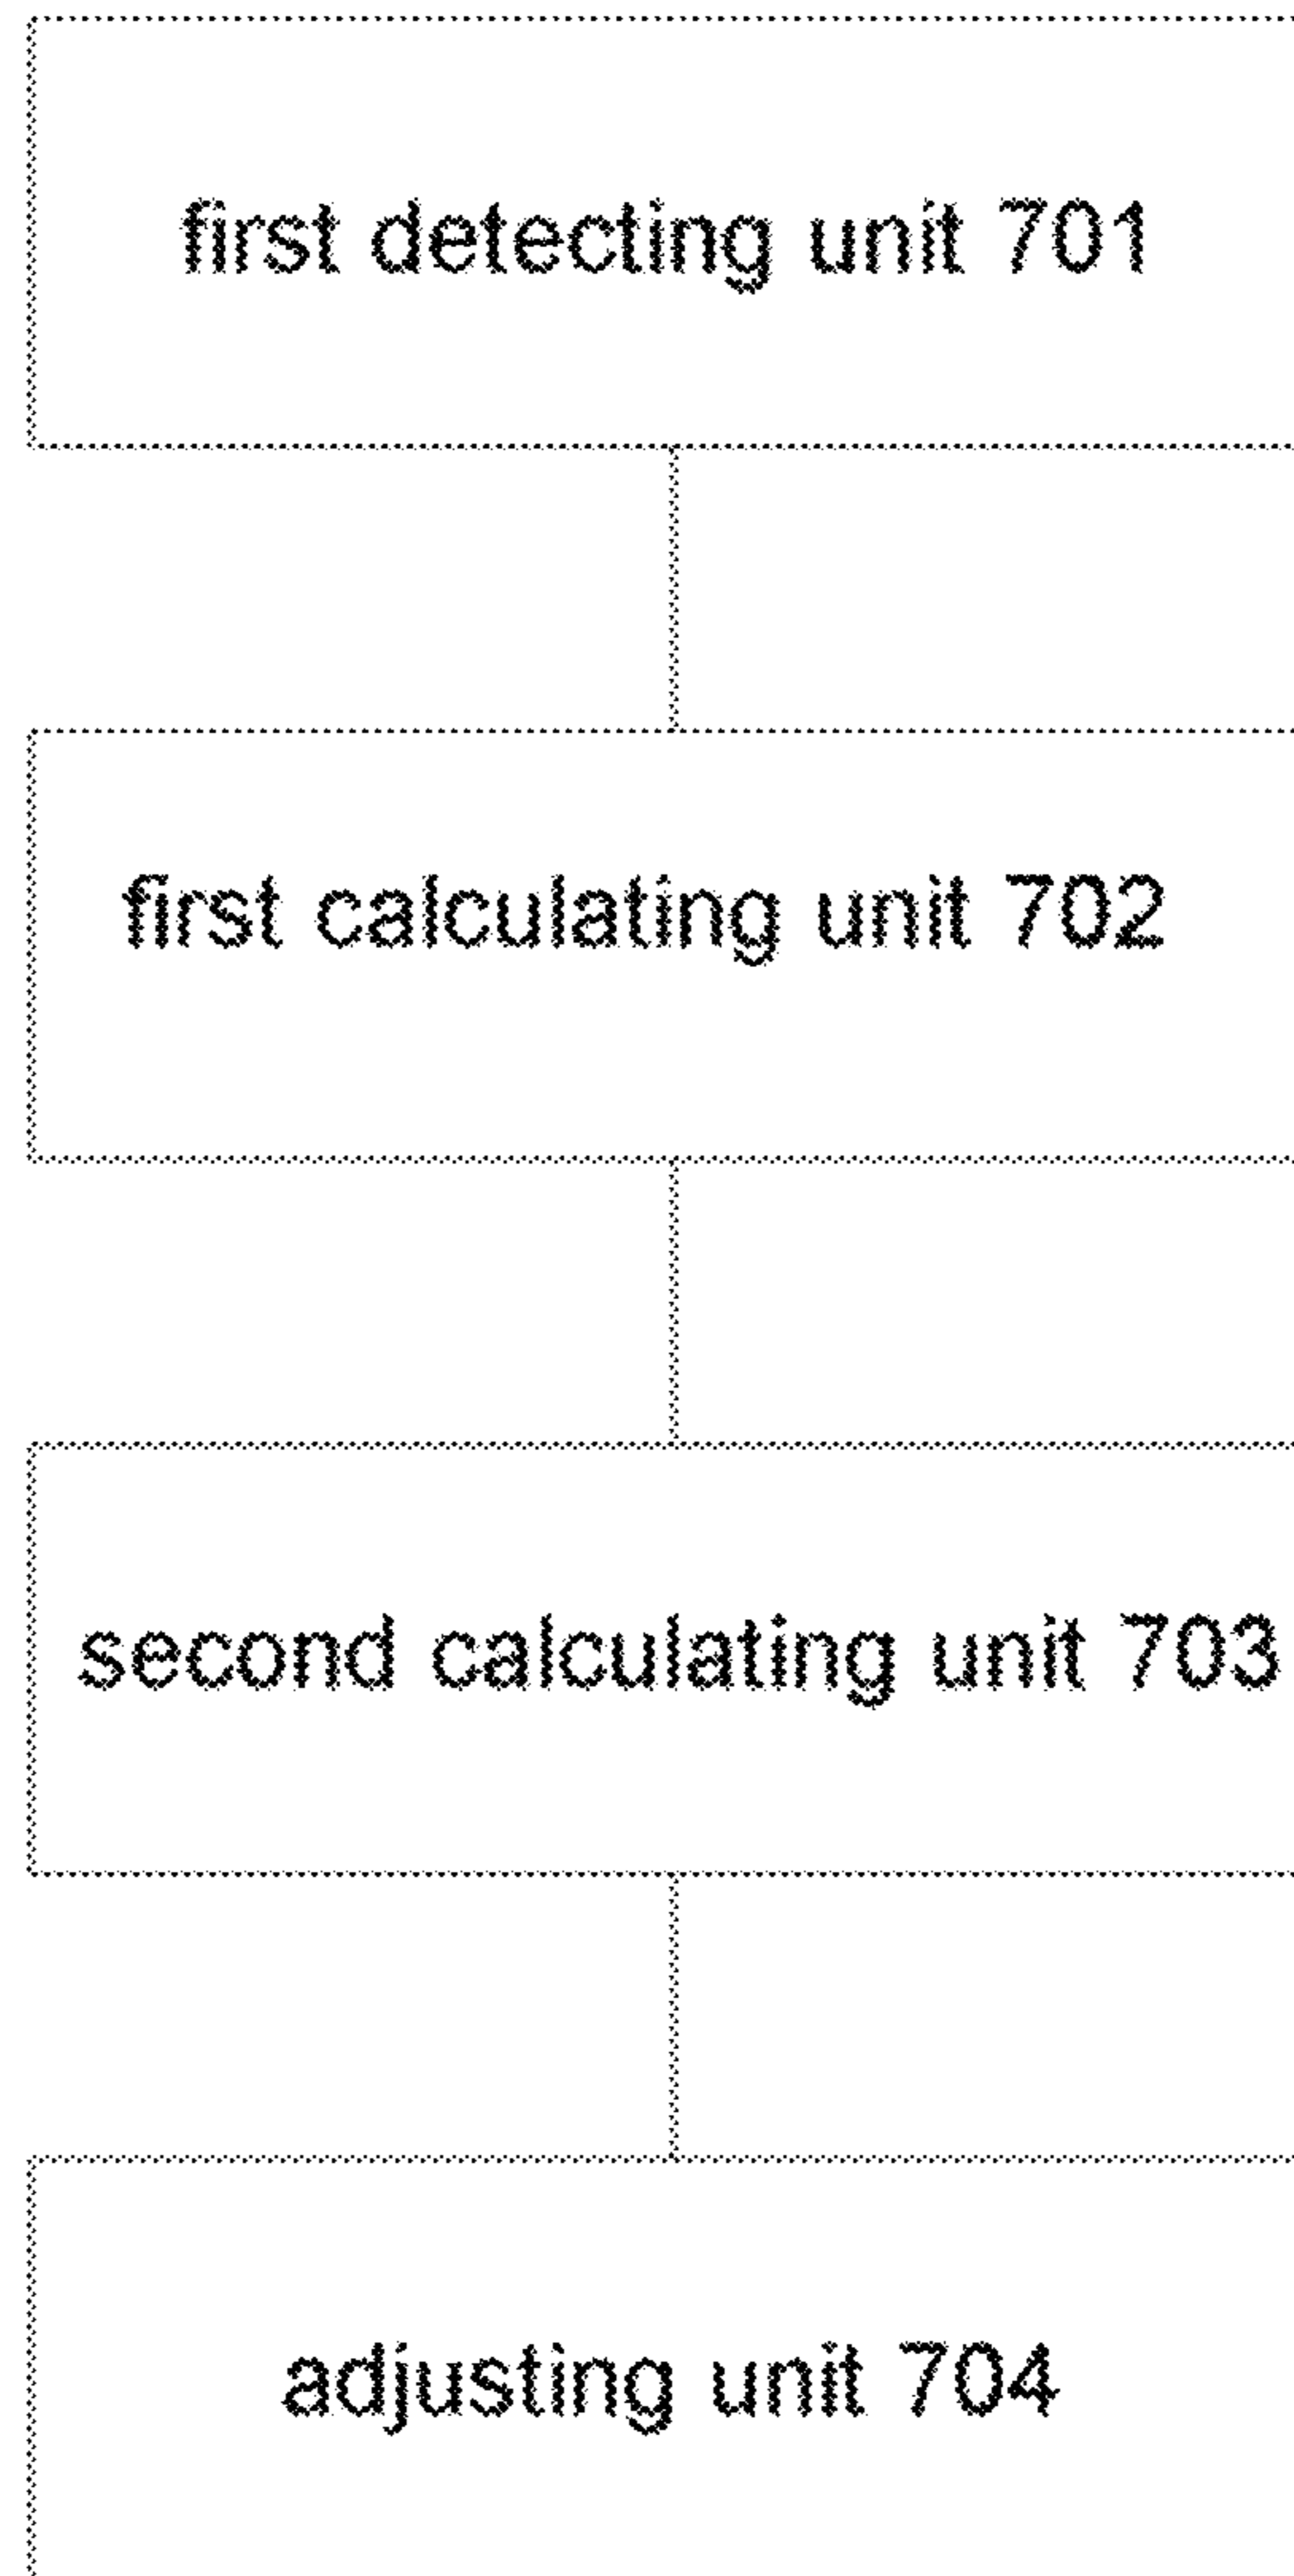 first detecting unit 701
first calculating unit 702
second calculating unit 703
adjusting unit 704